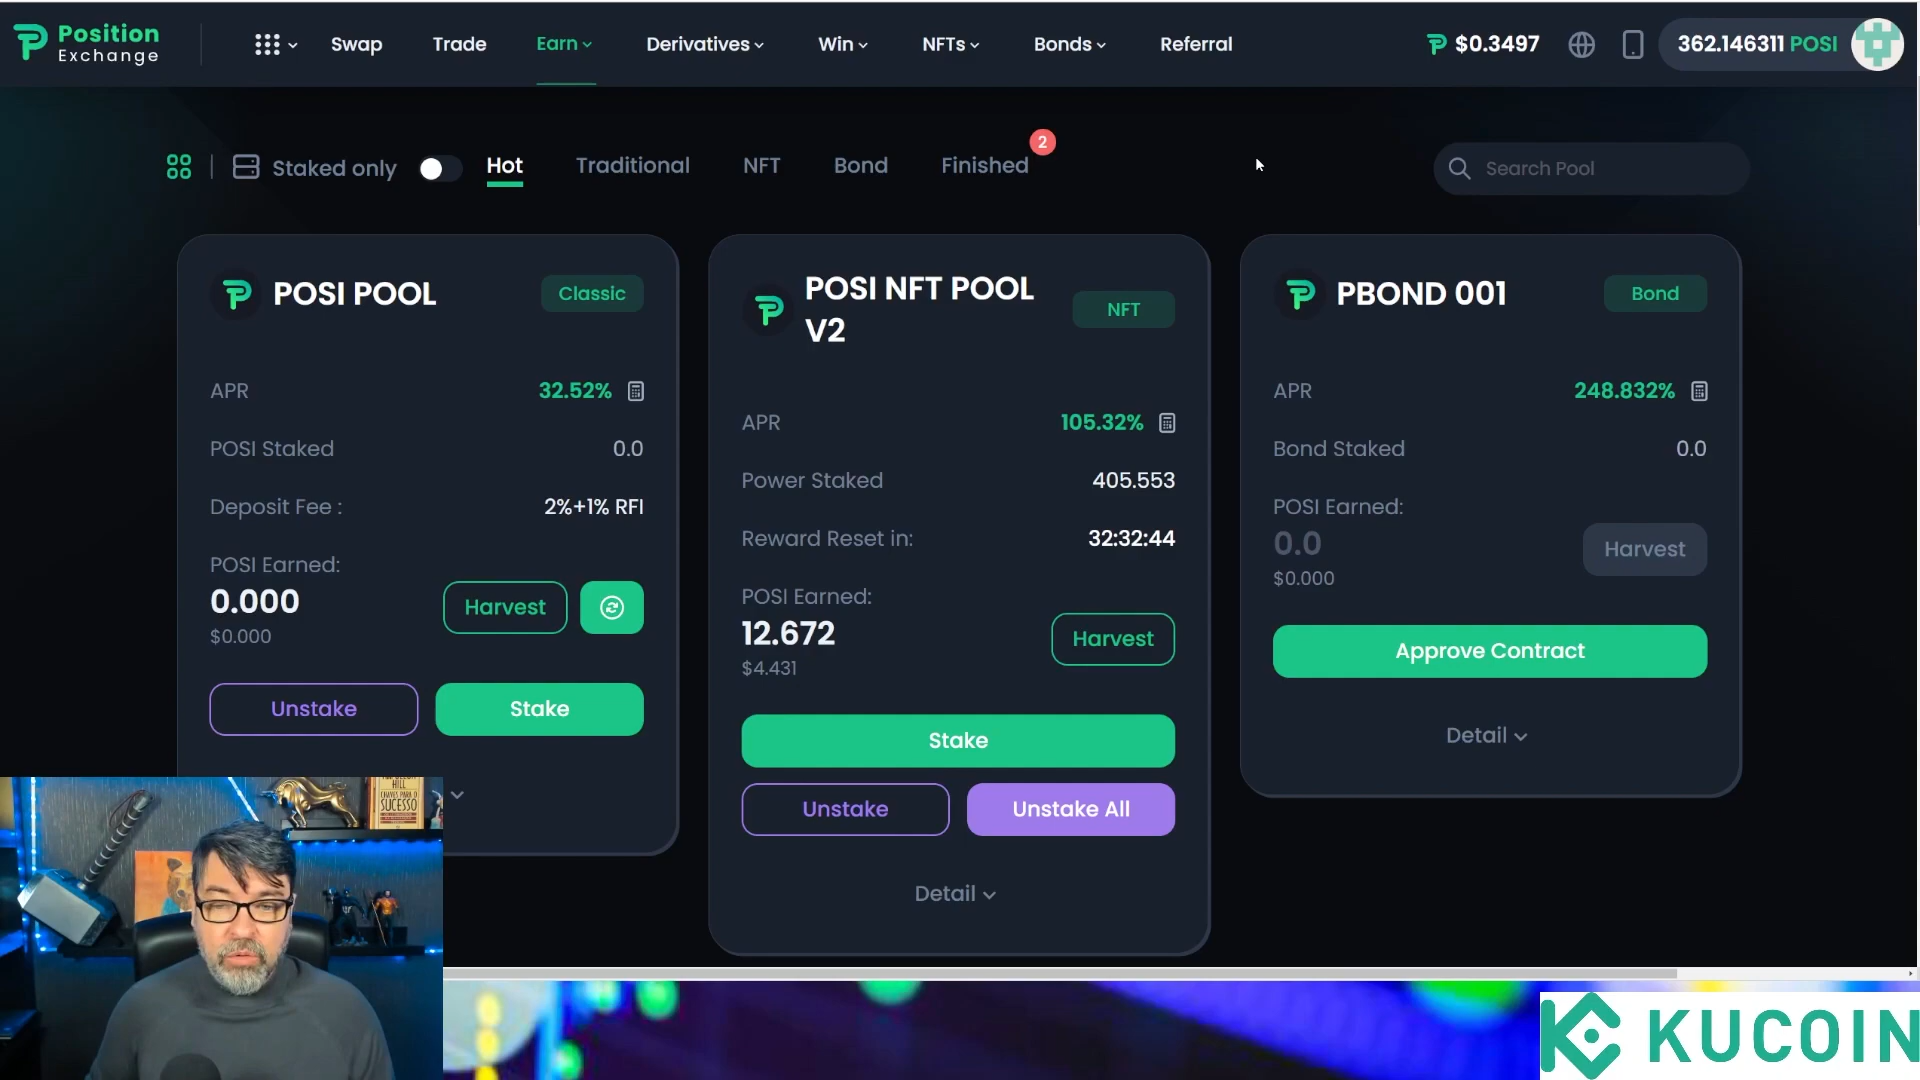 Position
Exchange
Swap
Trade
Earn
Derivatives
Win
NFTs
Bonds
Referral
$0.3497
362.146311 POSI
Staked only
Hot
Traditional
NFT
Bond
Finished
2
Search Pool
POSI POOL
Classic
APR
32.52%
POSI Staked
0.0
Deposit Fee :
2%+1% RFI
POSI Earned:
0.000
$0.000
Harvest
Unstake
Stake
POSI NFT POOL
V2
NFT
APR
105.32%
Power Staked
405.553
Reward Reset in:
32:32:44
POSI Earned:
12.672
$4.431
Harvest
Stake
Unstake
Unstake All
Detail
PBOND 001
Bond
APR
248.832%
Bond Staked
0.0
POSI Earned:
0.0
$0.000
Harvest
Approve Contract
Detail
HILL
SUCESSO
KUCOIN